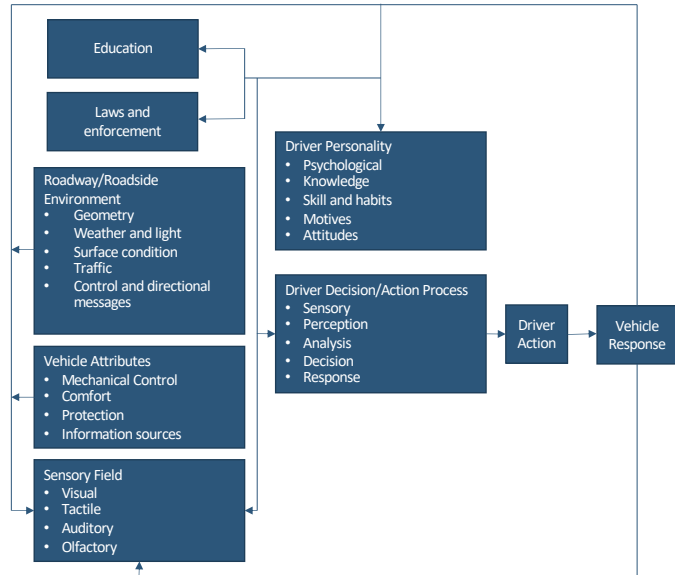 Education
Laws and
enforcement
Driver Personality
• Psychological
• Knowledge
• Skill and habits
• Motives
• Attitudes
Roadway/Roadside
Environment
• Geometry
• Weather and light
• Surface condition
• Traffic
• Control and directional
messages
Driver Decision/Action Process
• Sensory
• Perception
• Analysis
• Decision
• Response
Driver
Action
Vehicle
Response
Vehicle Attributes
• Mechanical Control
• Comfort
• Protection
• Information sources
Sensory Field
• Visual
• Tactile
• Auditory
• Olfactory